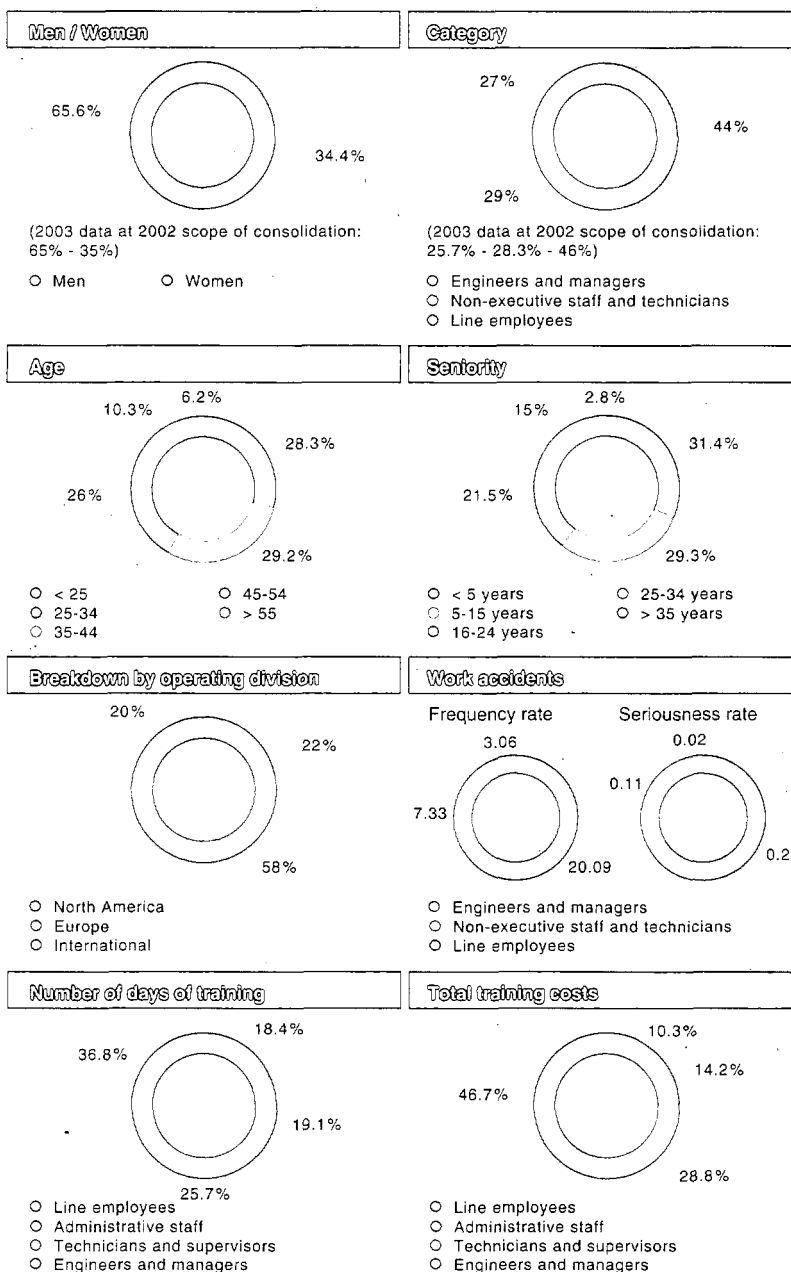 Men / Women
65.6%
34.4%
(2003 data at 2002 scope of consolidation:
65% - 35%)
Men Women
Category
27%
44%
29%
(2003 data at 2002 scope of consolidation:
25.7% - 28.3% - 46%)
Engineers and managers
Non-executive staff and technicians
Line employees
Age
6.2%
10.3%
28.3%
26%
29.2%
< 25 45-54
25-34 > 55
35-44
Seniority
2.8%
15%
31.4%
21.5%
29.3%
< 5 years 25-34 years
5-15 years > 35 years
16-24 years
Breakdown by operating division
20%
22%
58%
North America
Europe
International
Work accidents
Frequency rate Seriousness rate
3.06 0.02
0.11
7.33
0.2
20.09
Engineers and managers
Non-executive staff and technicians
Line employees
Number of days of training
18.4%
36.8%
19.1%
25.7%
Line employees
Administrative staff
Technicians and supervisors
Engineers and managers
Total training costs
10.3%
14.2%
46.7%
28.8%
Line employees
Administrative staff
Technicians and supervisors
Engineers and managers